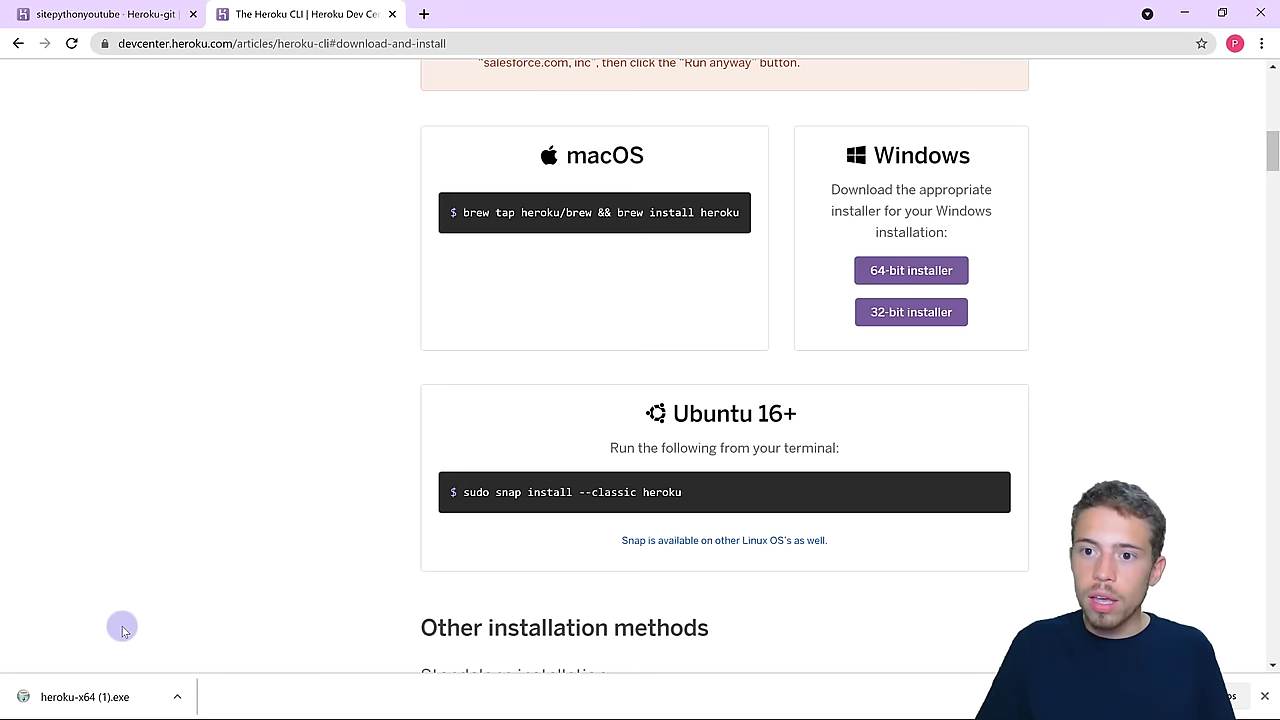 sitepythonyoutube · Heroku-git
The Heroku CLI | Heroku Dev Cen
devcenter.heroku.com/articles/heroku-cli#download-and-install
P
"salesforce.com, inc", then click the "Run anyway" button.
macOS
$ brew tap heroku/brew && brew install heroku
Windows
Download the appropriate
installer for your Windows
installation:
64-bit installer
32-bit installer
Ubuntu 16+
Run the following from your terminal:
$ sudo snap install --classic heroku
Snap is available on other Linux OS's as well.
Other installation methods
Standalone installation
heroku-x64 (1).exe